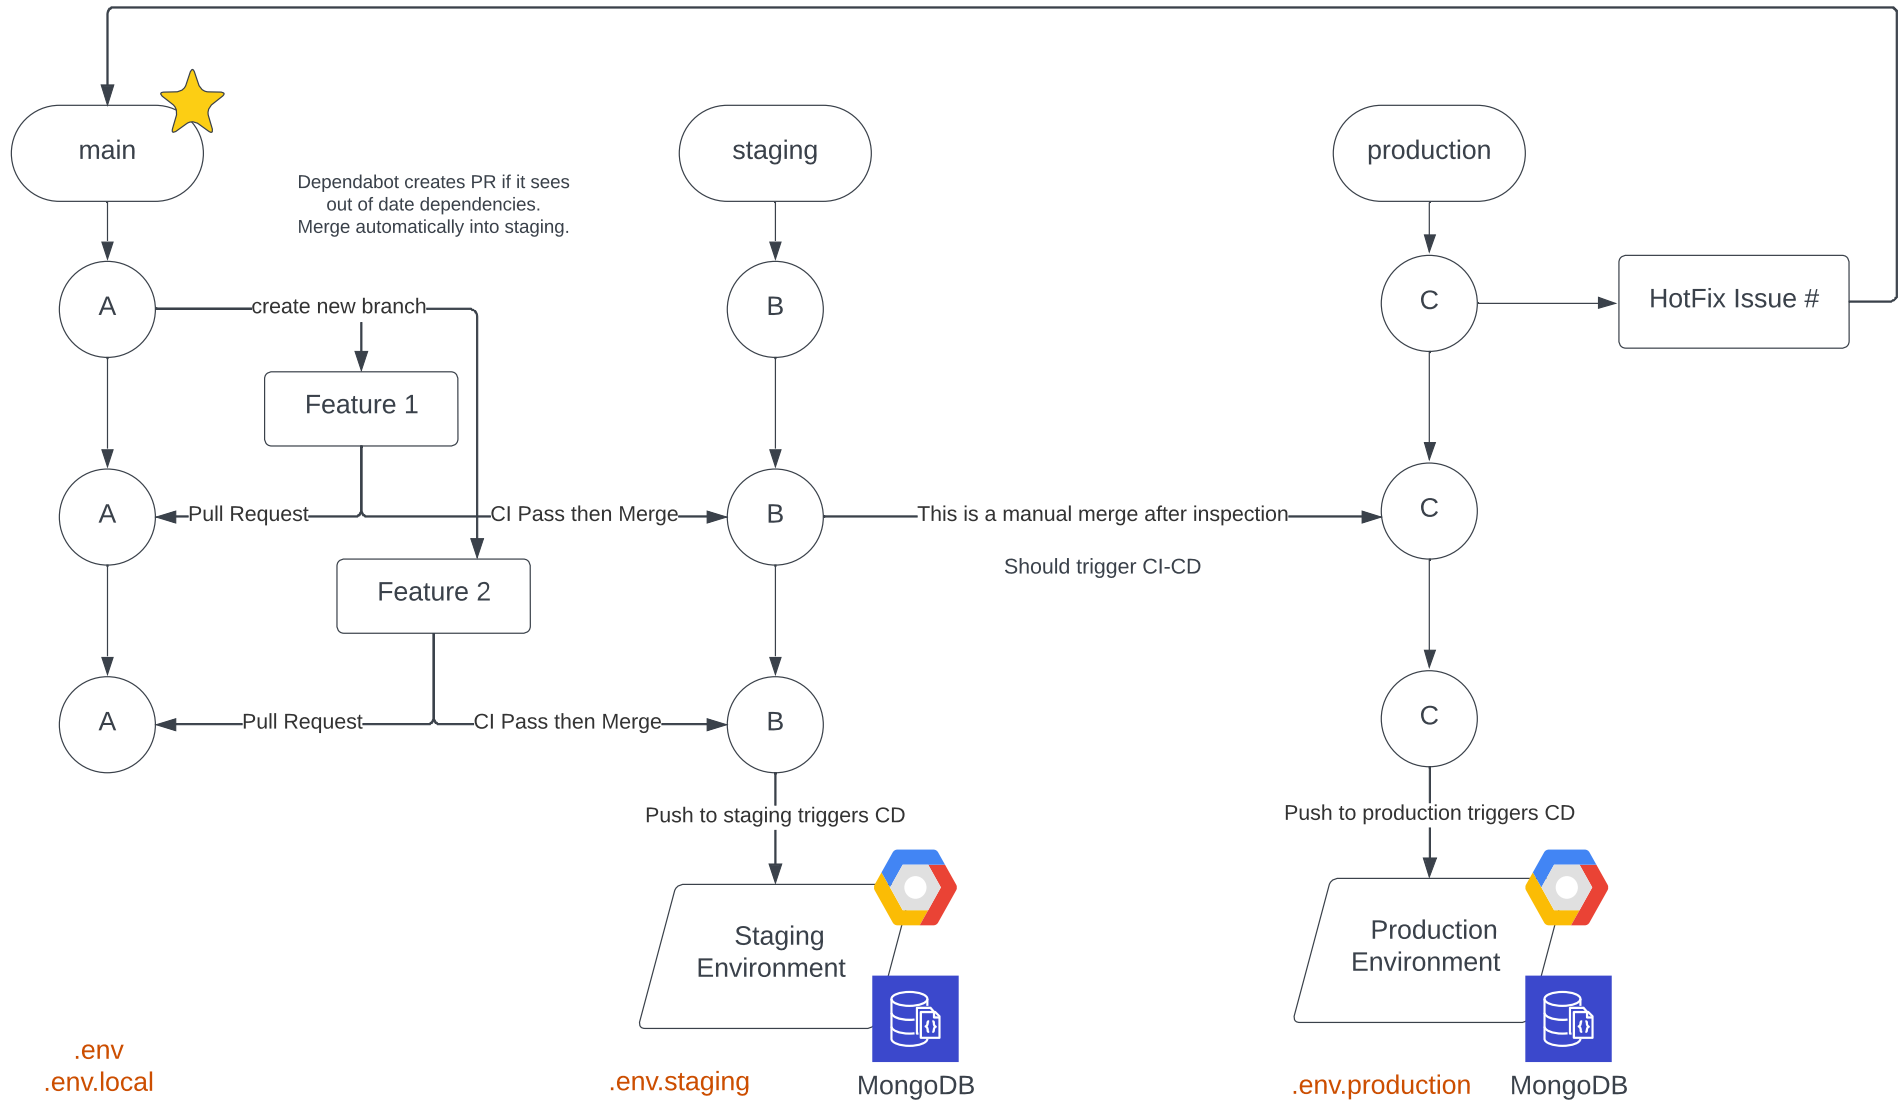 main
staging
production
Dependabot creates PR if it sees
out of date dependencies.
Merge automatically into staging.
A
create new branch
B
C
HotFix Issue #
Feature 1
A
Pull Request
CI Pass then Merge
B
This is a manual merge after inspection
C
Should trigger CI-CD
Feature 2
A
Pull Request
CI Pass then Merge
B
C
Push to staging triggers CD
Push to production triggers CD
Staging
Environment
Production
Environment
.env
.env.local
.env.staging
MongoDB
.env.production
MongoDB